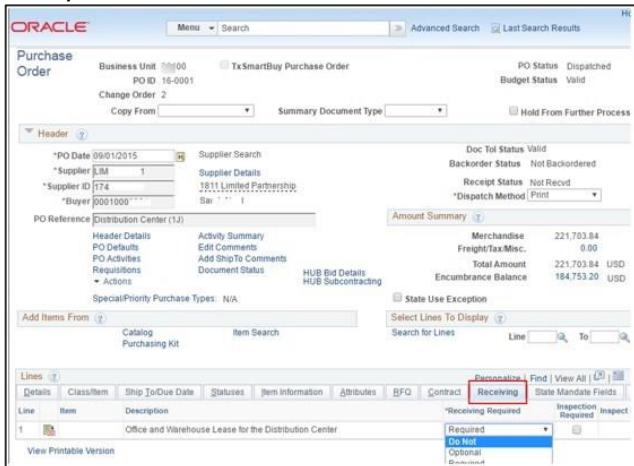 ORACLE Menu Search Advanced Search Last Search Results
Purchase Order
Business Unit 00 TxSmartBuy Purchase Order PO Status Dispatched
PO ID 16-0001 Budget Status Valid
Change Order 2
Copy From Summary Document Type Hold From Further Process
Header
*PO Date 09/01/2015 Supplier Search Doc Tol Status Valid
*Supplier LIM 1 Supplier Details Backorder Status Not Backordered
*Supplier ID 174 1811 Limited Partnership Receipt Status Not Recvd
*Buyer 0001000 *Dispatch Method Print
PO Reference Distribution Center (1J) Amount Summary
Header Details Activity Summary Merchandise 221,703.84
PO Defaults Edit Comments Freight/Tax/Misc. 0.00
PO Activities Add ShipTo Comments Total Amount 221,703.84 USD
Requisitions Document Status HUB Bid Details Encumbrance Balance 184,753.20 USD
Actions HUB Subcontracting
Special/Priority Purchase Types: N/A State Use Exception
Add Items From Select Lines To Display
Catalog Item Search Search for Lines Line To
Purchasing Kit
Lines Personalize | Find | View All |
Details Class/Item Ship To/Due Date Statuses Item Information Attributes RFQ Contract Receiving State Mandate Fields
Line Item Description *Receiving Required Inspection Required Inspect
1 Office and Warehouse Lease for the Distribution Center Required
Do Not
Optional
Required
View Printable Version